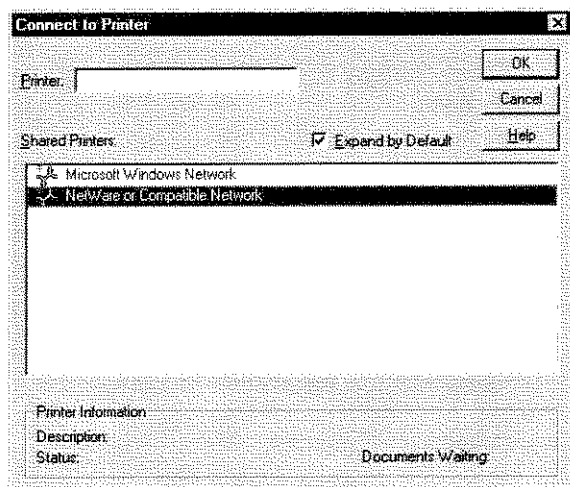 Connect to Printer
OK
Printer:
Cancel
Shared Printers:
Expand by Default
Help
Microsoft Windows Network
NetWare or Compatible Network
Printer Information
Description:
Status:
Documents Waiting: